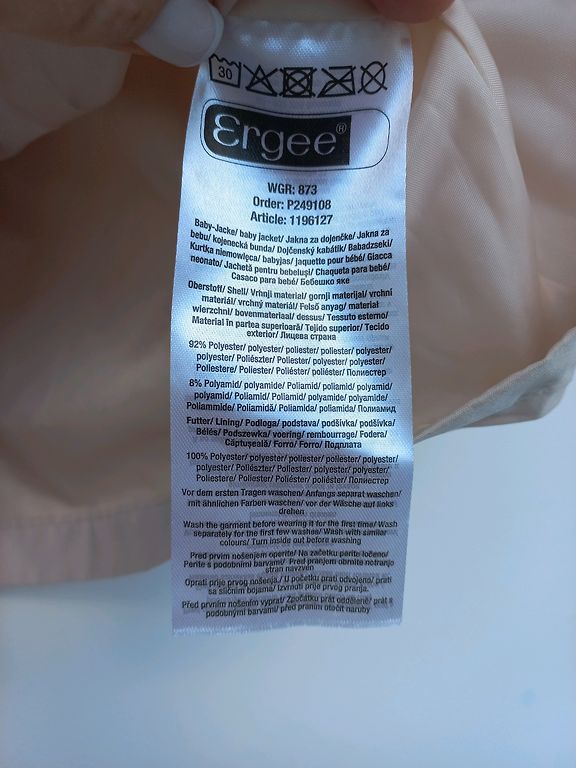 30
Ergee®
WGR: 873
Order: P249108
Article: 1196127
Baby-Jacke/ baby jacket/ Jakna za dojenčke/ Jakna za
bebu/ kojenecká bunda/ Dojčenský kabátik/ Babadzseki/
Kurtka niemowlęca/ babyjas/ jaquette pour bébé/ Giacca
neonato/ Jachetă pentru bebeluși/ Chaqueta para bebé/
Casaco para bebé/ Бебешко яке
Oberstoff/ Shell/ Vrhnji material/ gornji materijal/ vrchní
materiál/ vrchný materiál/ Felső anyag/ materiał
wierzchni/ bovenmateriaal/ dessus/ Tessuto esterno/
Material în partea superioară/ Tejido superior/ Tecido
exterior/ Лицева страна
92% Polyester/ polyester/ poliester/ poliester/ polyester/
polyester/ Poliészter/ Poliester/ polyester/ polyester/
Poliestere/ Poliester/ Poliéster/ poliéster/ Полиестер
8% Polyamid/ polyamide/ Poliamid/ poliamid/ polyamid/
polyamid/ Poliamid/ Poliamid/ polyamide/ polyamide/
Poliammide/ Poliamidă/ Poliamida/ poliamida/ Полиамид
Futter/ Lining/ Podloga/ podstava/ podšívka/ podšívka/
Bélés/ Podszewka/ voering/ rembourrage/ Fodera/
Căptușeală/ Forro/ Forro/ Подплата
100% Polyester/ polyester/ poliester/ poliester/ polyester/
polyester/ Poliészter/ Poliester/ polyester/ polyester/
Poliestere/ Poliester/ Poliéster/ poliéster/ Полиестер
Vor dem ersten Tragen waschen/ Anfangs separat waschen/
mit ähnlichen Farben waschen/ vor der Wäsche auf links
drehen
Wash the garment before wearing it for the first time/ Wash
separately for the first few washes/ Wash with similar
colours/ Turn inside out before washing
Pred prvim nošenjem operite/ Na začetku perite ločeno/
Perite s podobnimi barvami/ Pred pranjem obrnite notranjo
stran navzven
Oprati prije prvog nošenja/ U početku prati odvojeno/ prati
sa sličnim bojama/ Izvrnuti prije prvog pranja.
Před prvním nošením vyprat/ Zpočátku prát odděleně/ prát s
podobnými barvami/ před praním obrátit naruby